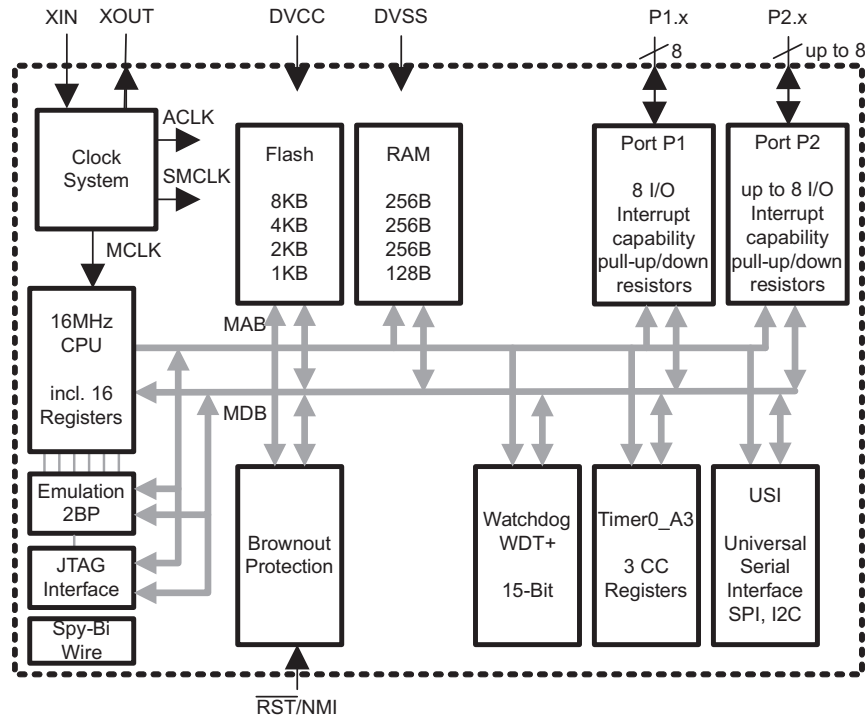 XIN XOUT DVCC DVSS P1.x P2.x
8 up to 8
Clock
System
ACLK
SMCLK
MCLK
Flash
8KB
4KB
2KB
1KB
RAM
256B
256B
256B
128B
Port P1
8 I/O
Interrupt
capability
pull-up/down
resistors
Port P2
up to 8 I/O
Interrupt
capability
pull-up/down
resistors
16MHz
CPU
incl. 16
Registers
MAB
MDB
Emulation
2BP
JTAG
Interface
Spy-Bi
Wire
Brownout
Protection
Watchdog
WDT+
15-Bit
Timer0_A3
3 CC
Registers
USI
Universal
Serial
Interface
SPI, I2C
RST/NMI